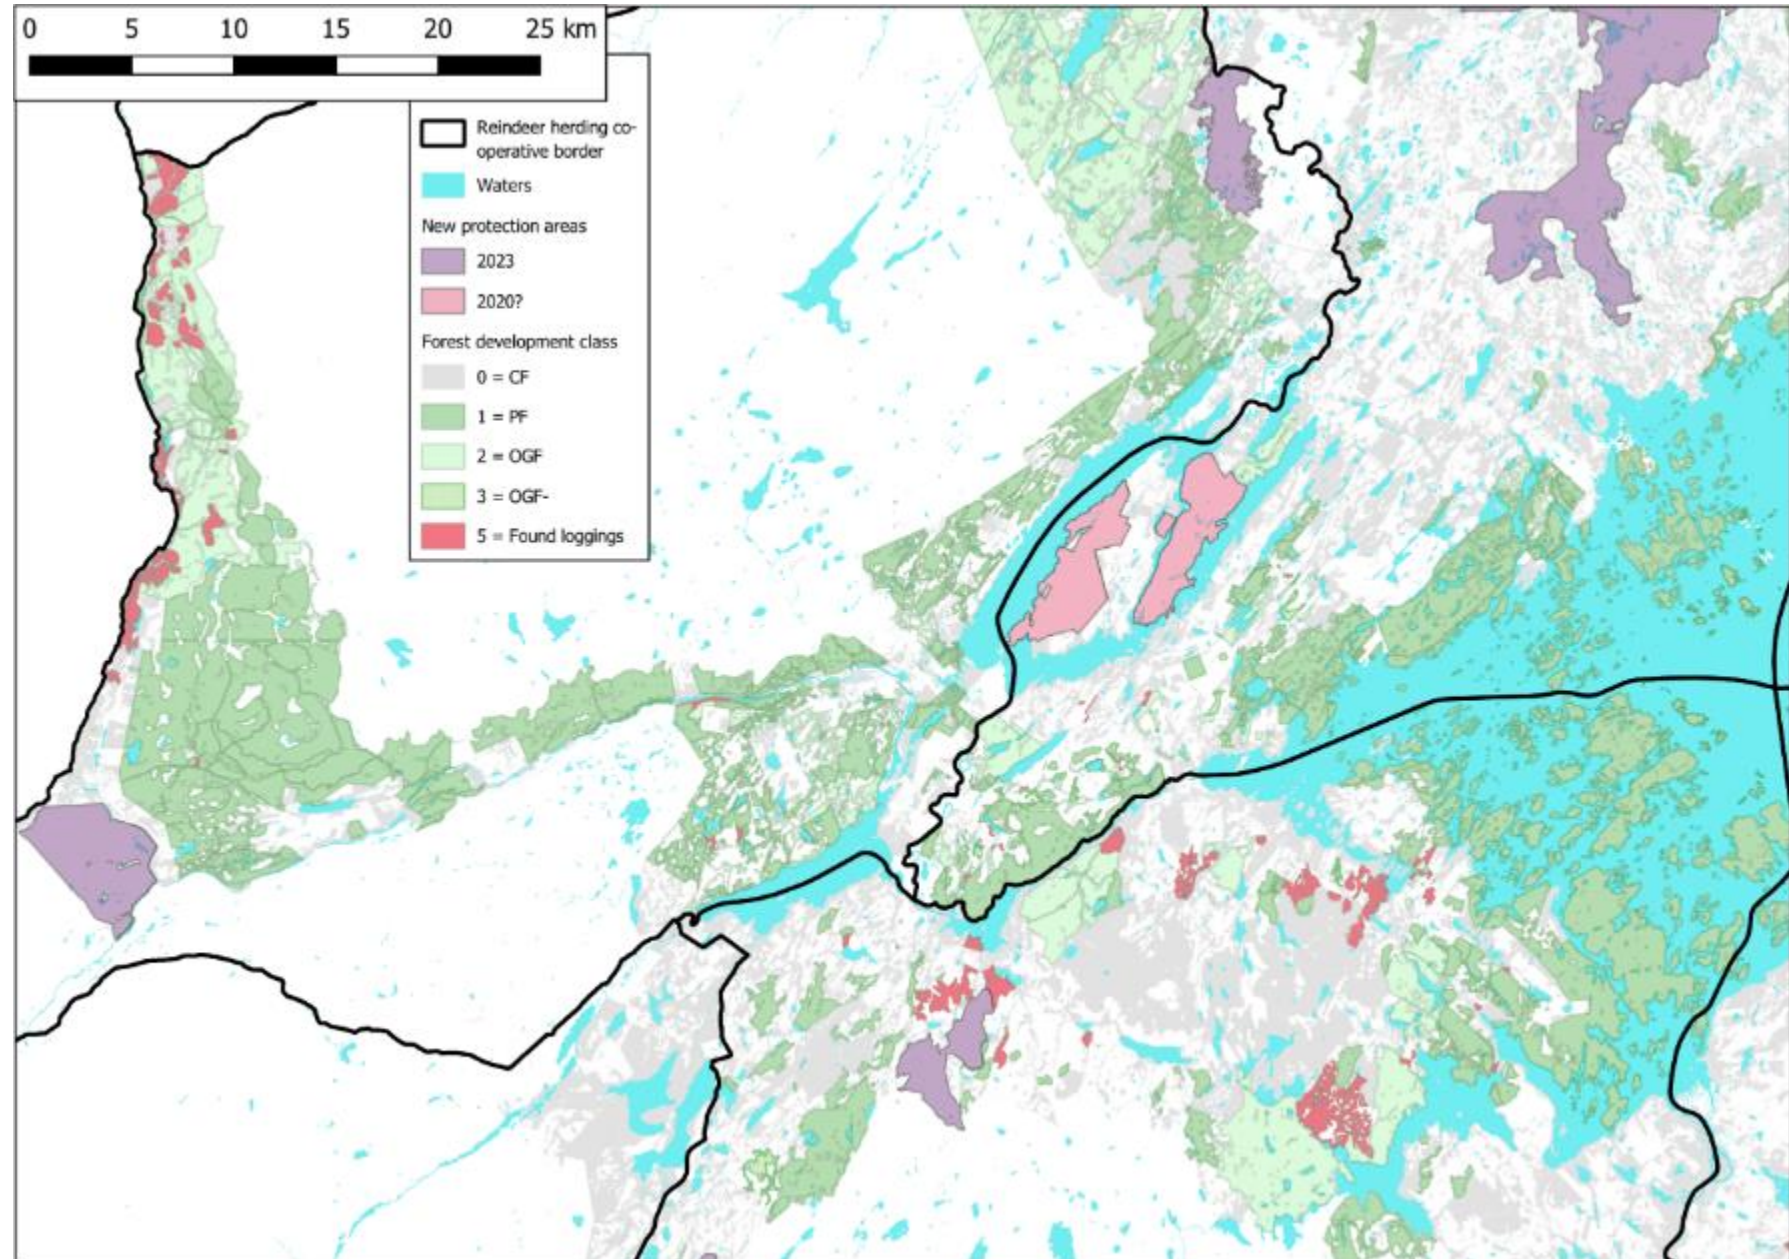 0 5 10 15 20 25 km
Reindeer herding co-
operative border
Waters
New protection areas
2023
2020?
Forest development class
0 = CF
1 = PF
2 = OGF
3 = OGF-
5 = Found loggings